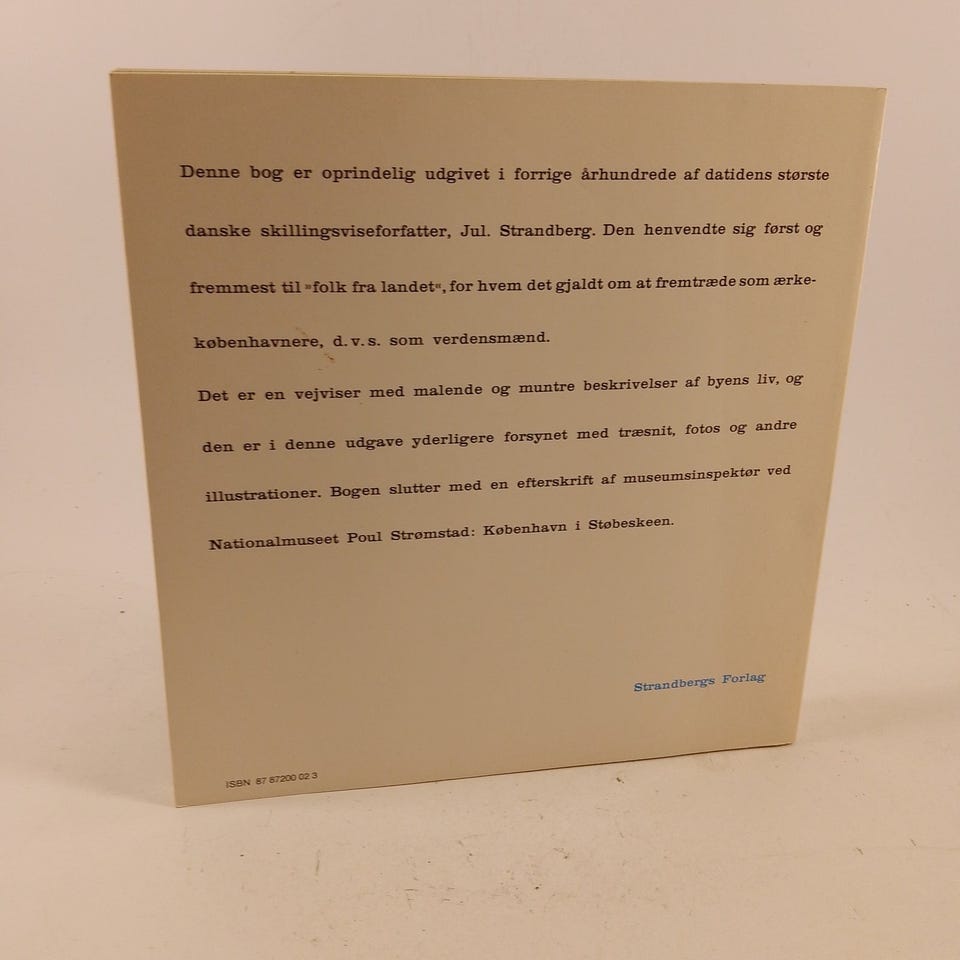 Denne bog er oprindelig udgivet i forrige århundrede af datidens største
danske skillingsviseforfatter, Jul. Strandberg. Den henvendte sig først og
fremmest til »folk fra landet«, for hvem det gjaldt om at fremtræde som ærke-
københavnere, d.v.s. som verdensmænd.
Det er en vejviser med malende og muntre beskrivelser af byens liv, og
den er i denne udgave yderligere forsynet med træsnit, fotos og andre
illustrationer. Bogen slutter med en efterskrift af museumsinspektør ved
Nationalmuseet Poul Strømstad: København i Støbeskeen.
Strandbergs Forlag
ISBN 87 87200 02 3